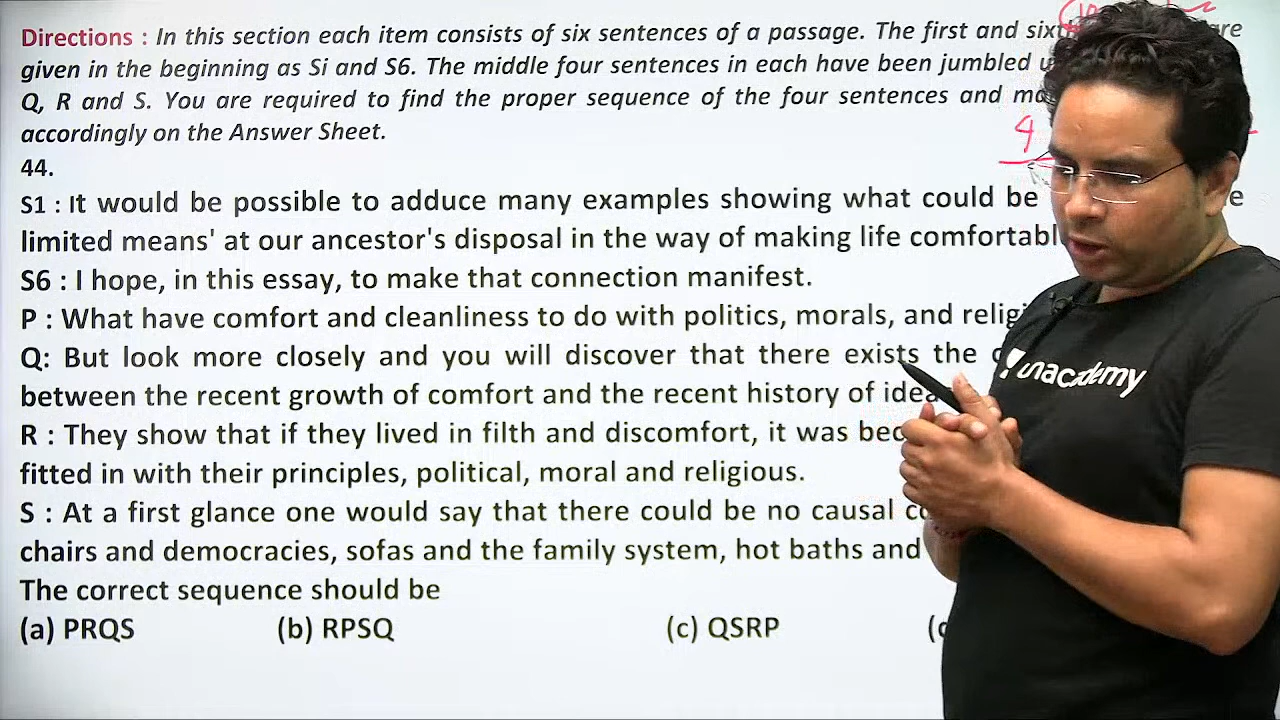 Directions : In this section each item consists of six sentences of a passage. The first and are
given in the beginning as Si and S6. The middle four sentences in each have been jumbled
Q, R and S. You are required to find the proper sequence of the four sentences and
accordingly on the Answer Sheet.
4
44.
S1 : It would be possible to adduce many examples showing what could be
limited means' at our ancestor's disposal in the way of making life
S6 : I hope, in this essay, to make that connection manifest.
P : What have comfort and cleanliness to do with politics, morals, and
Q: But look more closely and you will discover that there exists the
unacademy
between the recent growth of comfort and the recent history of
R : They show that if they lived in filth and discomfort, it was
fitted in with their principles, political, moral and religious.
S : At a first glance one would say that there could be no causal
chairs and democracies, sofas and the family system, hot baths and
The correct sequence should be
(a) PRQS (b) RPSQ (c) QSRP